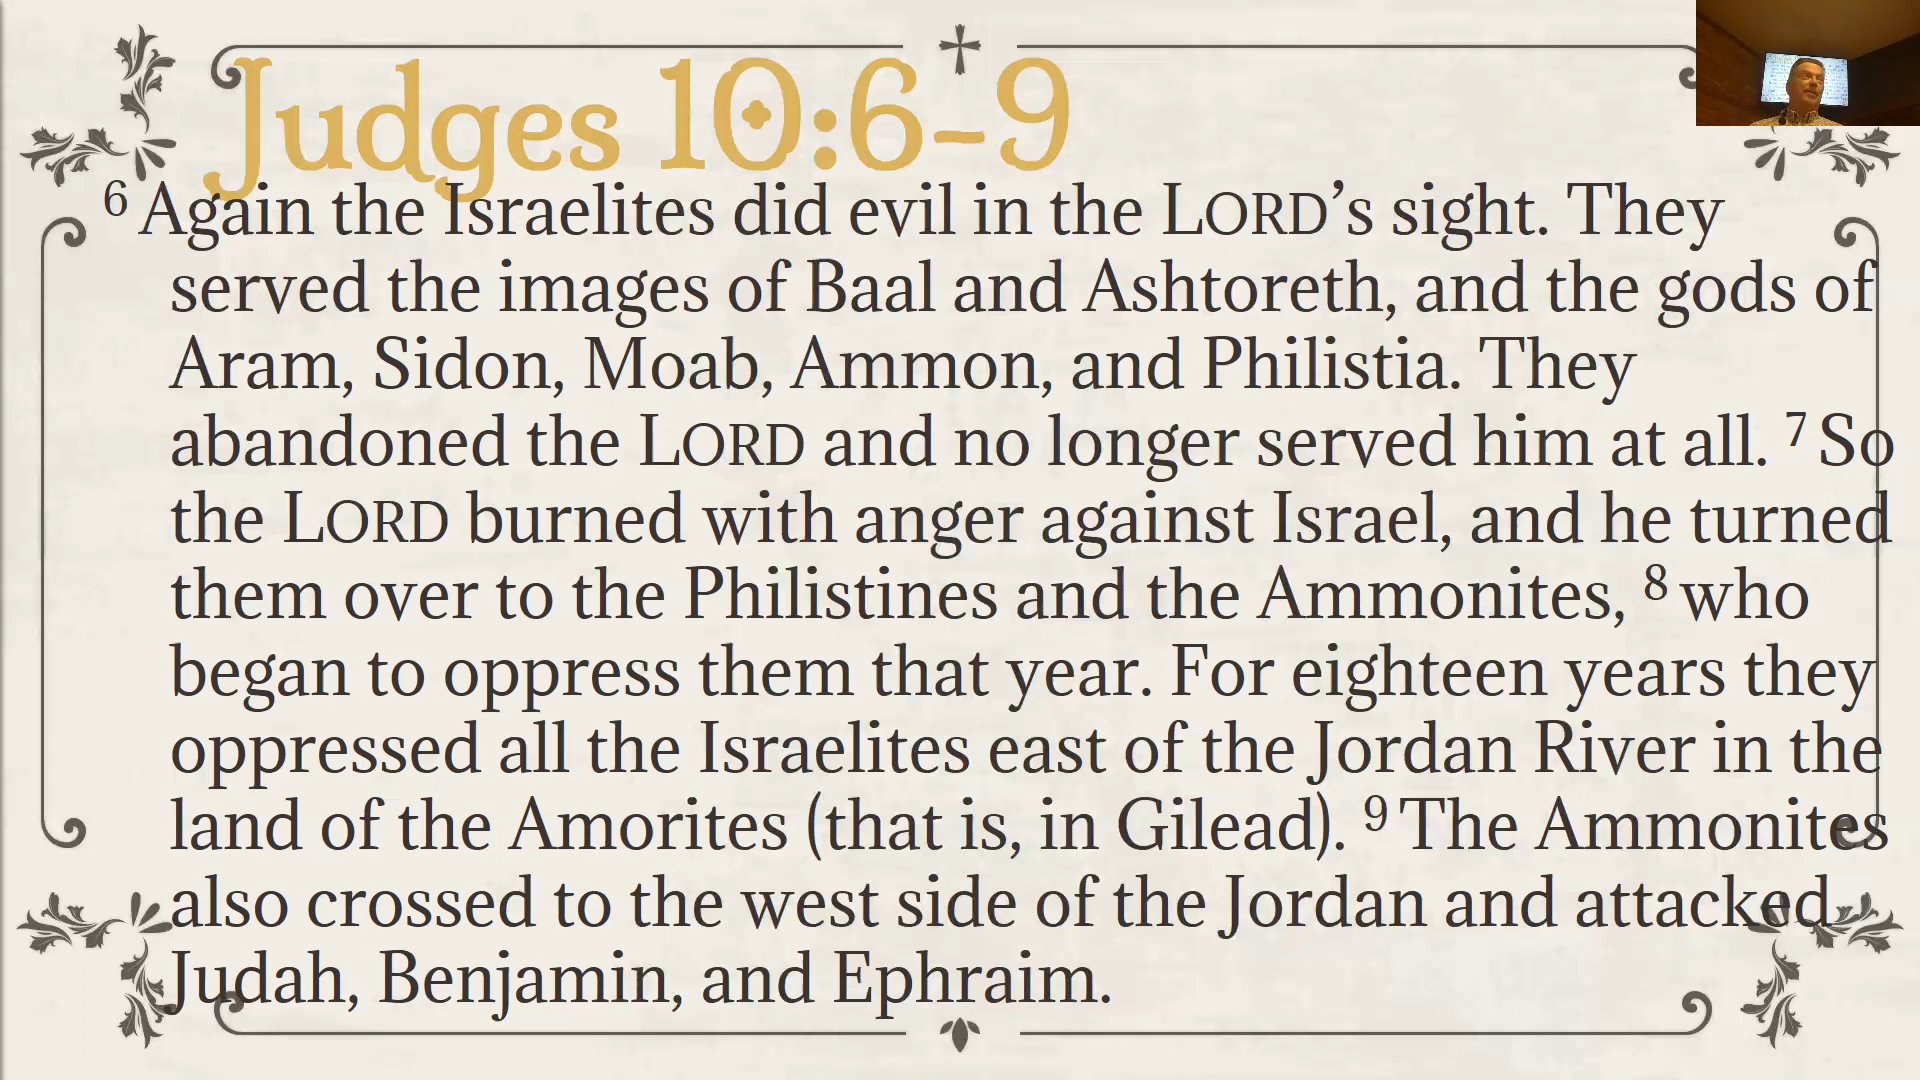 Judges 10:6-9
6 Again the Israelites did evil in the LORD’s sight. They
served the images of Baal and Ashtoreth, and the gods of
Aram, Sidon, Moab, Ammon, and Philistia. They
abandoned the LORD and no longer served him at all. 7 So
the LORD burned with anger against Israel, and he turned
them over to the Philistines and the Ammonites, 8 who
began to oppress them that year. For eighteen years they
oppressed all the Israelites east of the Jordan River in the
land of the Amorites (that is, in Gilead). 9 The Ammonites
also crossed to the west side of the Jordan and attacked
Judah, Benjamin, and Ephraim.